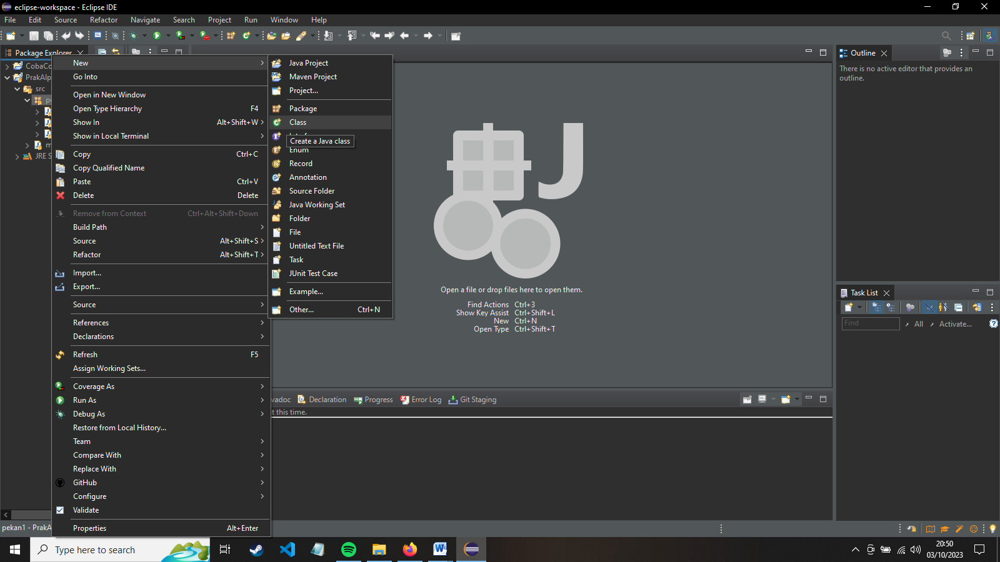 eclipse-workspace - Eclipse IDE
File Edit Source Refactor Navigate Search Project Run Window Help
Package Explorer
CobaCo
PrakAlp
src
JRE S
New
Go Into
Open in New Window
Open Type Hierarchy F4
Show In Alt+Shift+W
Show in Local Terminal
Copy Ctrl+C
Copy Qualified Name
Paste Ctrl+V
Delete Delete
Remove from Context Ctrl+Alt+Shift+Down
Build Path
Source Alt+Shift+S
Refactor Alt+Shift+T
Import...
Export...
Source
References
Declarations
Refresh F5
Assign Working Sets...
Coverage As
Run As
Debug As
Restore from Local History...
Team
Compare With
Replace With
GitHub
Configure
Validate
Properties Alt+Enter
Java Project
Maven Project
Project...
Package
Class
Create a Java class
Enum
Record
Annotation
Source Folder
Java Working Set
Folder
File
Untitled Text File
Task
JUnit Test Case
Example...
Other... Ctrl+N
J
Open a file or drop files here to open them.
Find Actions Ctrl+3
Show Key Assist Ctrl+Shift+L
New Ctrl+N
Open Type Ctrl+Shift+T
vadoc Declaration Progress Error Log Git Staging
t this time.
Outline
There is no active editor that provides an
outline.
Task List
Find All Activate...
pekan1 - PrakA
Type here to search
20:50
03/10/2023